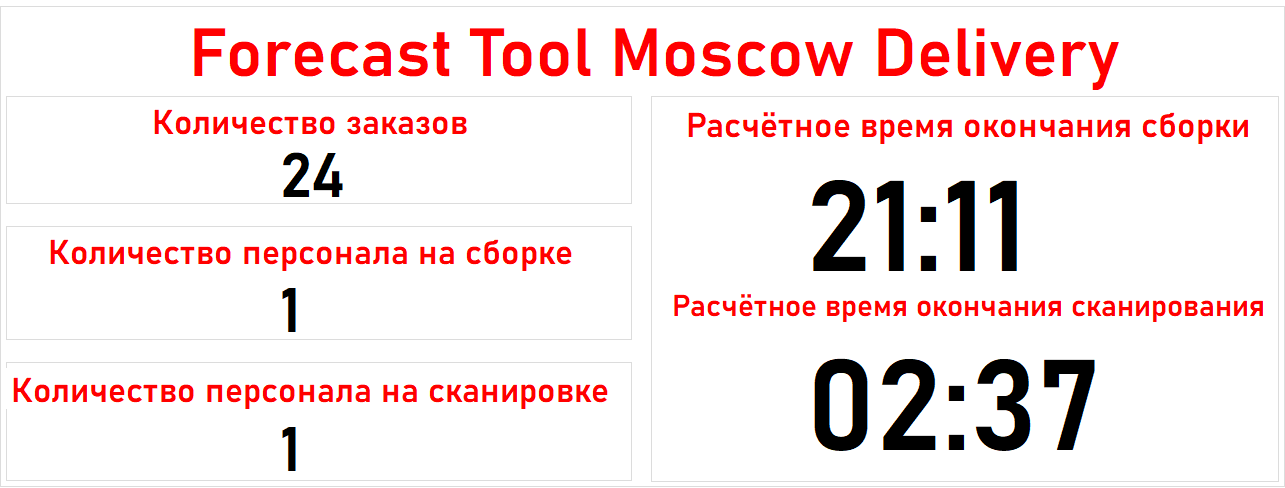 Forecast Tool Moscow Delivery
Количество заказов
24
Количество персонала на сборке
1
Количество персонала на сканировке
1
Расчётное время окончания сборки
21:11
Расчётное время окончания сканирования
02:37